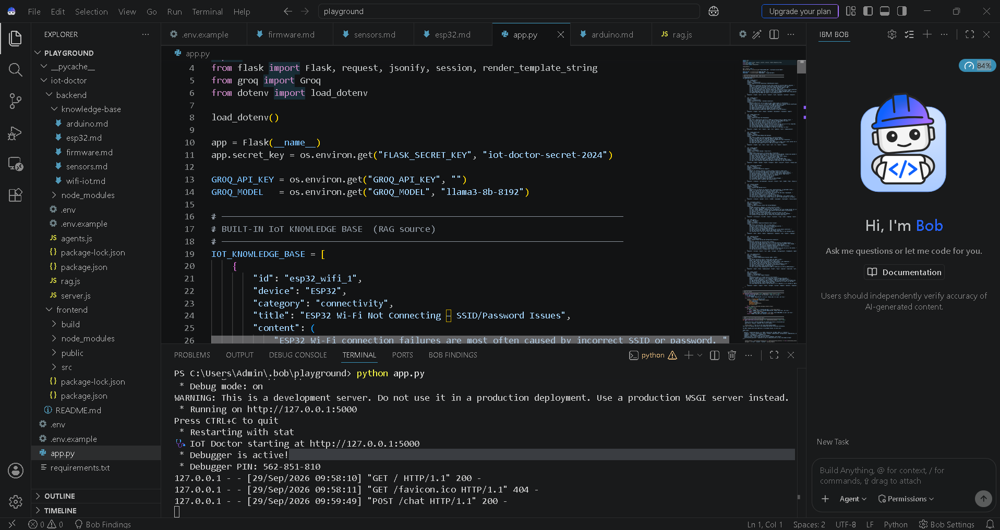 File Edit Selection View Go Run Terminal Help
playground
Upgrade your plan
EXPLORER
PLAYGROUND
__pycache__
iot-doctor
backend
knowledge-base
arduino.md
esp32.md
firmware.md
sensors.md
wifi-iot.md
node_modules
.env
.env.example
JS agents.js
{} package-lock.json
{} package.json
JS rag.js
JS server.js
frontend
build
node_modules
public
src
{} package-lock.json
{} package.json
README.md
.env
.env.example
app.py
requirements.txt
OUTLINE
TIMELINE
.env.example firmware.md sensors.md esp32.md app.py arduino.md JS rag.js
app.py
4 from flask import Flask, request, jsonify, session, render_template_string
5 from groq import Groq
6 from dotenv import load_dotenv
7
8 load_dotenv()
9
10 app = Flask(__name__)
11 app.secret_key = os.environ.get("FLASK_SECRET_KEY", "iot-doctor-secret-2024")
12
13 GROQ_API_KEY = os.environ.get("GROQ_API_KEY", "")
14 GROQ_MODEL   = os.environ.get("GROQ_MODEL", "llama3-8b-8192")
15
16 # ─────────────────────────────────────────────────────────────────────────────
17 # BUILT-IN IoT KNOWLEDGE BASE  (RAG source)
18 # ─────────────────────────────────────────────────────────────────────────────
19 IOT_KNOWLEDGE_BASE = [
20     {
21         "id": "esp32_wifi_1",
22         "device": "ESP32",
23         "category": "connectivity",
24         "title": "ESP32 Wi-Fi Not Connecting – SSID/Password Issues",
25         "content": (
26             "ESP32 Wi-Fi connection failures are most often caused by incorrect SSID or password. "
PROBLEMS OUTPUT DEBUG CONSOLE TERMINAL PORTS BOB FINDINGS
python
PS C:\Users\Admin\.bob\playground> python app.py
 * Debug mode: on
WARNING: This is a development server. Do not use it in a production deployment. Use a production WSGI server instead.
 * Running on http://127.0.0.1:5000
Press CTRL+C to quit
 * Restarting with stat
🩺 IoT Doctor starting at http://127.0.0.1:5000
 * Debugger is active!
 * Debugger PIN: 562-851-810
127.0.0.1 - - [29/Sep/2026 09:58:10] "GET / HTTP/1.1" 200 -
127.0.0.1 - - [29/Sep/2026 09:58:11] "GET /favicon.ico HTTP/1.1" 404 -
127.0.0.1 - - [29/Sep/2026 09:59:49] "POST /chat HTTP/1.1" 200 -
IBM BOB
84%
</>
Hi, I'm Bob
Ask me questions or let me code for you.
Documentation
Users should independently verify accuracy of
AI-generated content.
New Task
Build Anything, @ for context, / for
commands, ⇧ drag to attach
Agent Permissions
0 0 Bob Findings
Ln 1, Col 1 Spaces: 2 UTF-8 LF Python Bob Settings